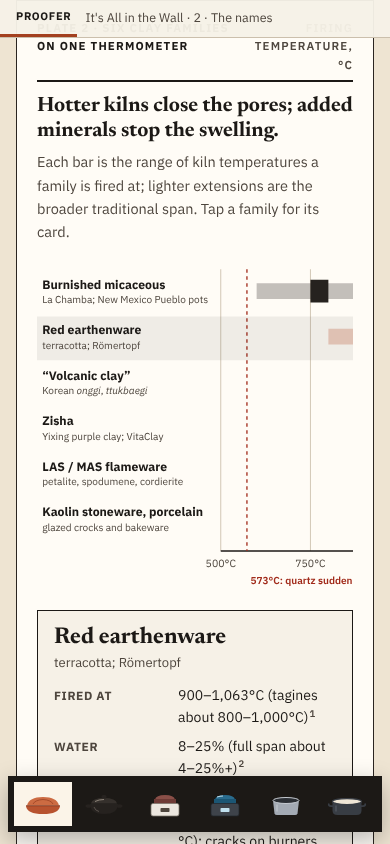 PROOFER It's All in the Wall · 2 · The names
PLATE 2 · SIX CLAY FAMILIES FIRING
ON ONE THERMOMETER TEMPERATURE,
°C
Hotter kilns close the pores; added
minerals stop the swelling.
Each bar is the range of kiln temperatures a
family is fired at; lighter extensions are the
broader traditional span. Tap a family for its
card.
Burnished micaceous
La Chamba; New Mexico Pueblo pots
Red earthenware
terracotta; Römertopf
“Volcanic clay”
Korean onggi, ttukbaegi
Zisha
Yixing purple clay; VitaClay
LAS / MAS flameware
petalite, spodumene, cordierite
Kaolin stoneware, porcelain
glazed crocks and bakeware
500°C 750°C
573°C: quartz sudden
Red earthenware
terracotta; Römertopf
FIRED AT 900–1,063°C (tagines
about 800–1,000°C)¹
WATER 8–25% (full span about
4–25%+)²
°C); cracks on burners